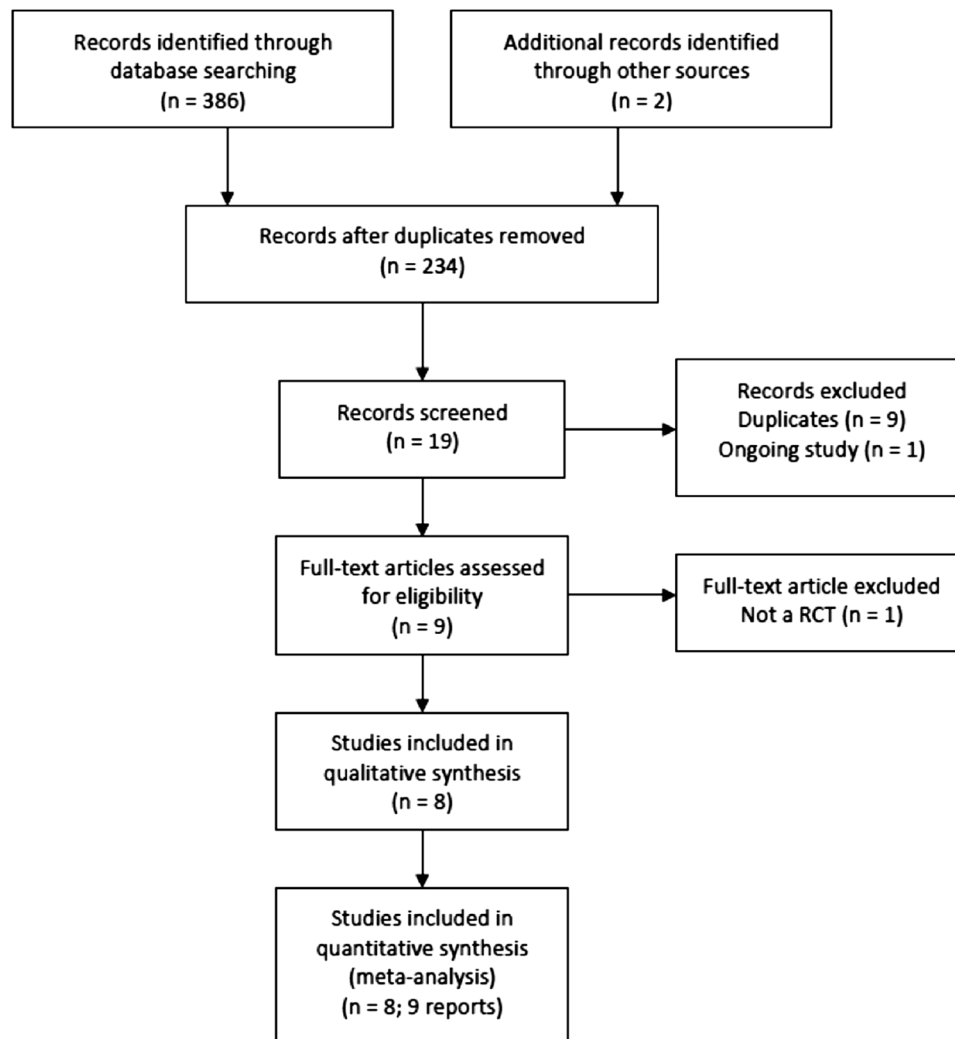 Records identified through
database searching
(n = 386)
Additional records identified
through other sources
(n = 2)
Records after duplicates removed
(n = 234)
Records screened
(n = 19)
Records excluded
Duplicates (n = 9)
Ongoing study (n = 1)
Full-text articles assessed
for eligibility
(n = 9)
Full-text article excluded
Not a RCT (n = 1)
Studies included in
qualitative synthesis
(n = 8)
Studies included in
quantitative synthesis
(meta-analysis)
(n = 8; 9 reports)